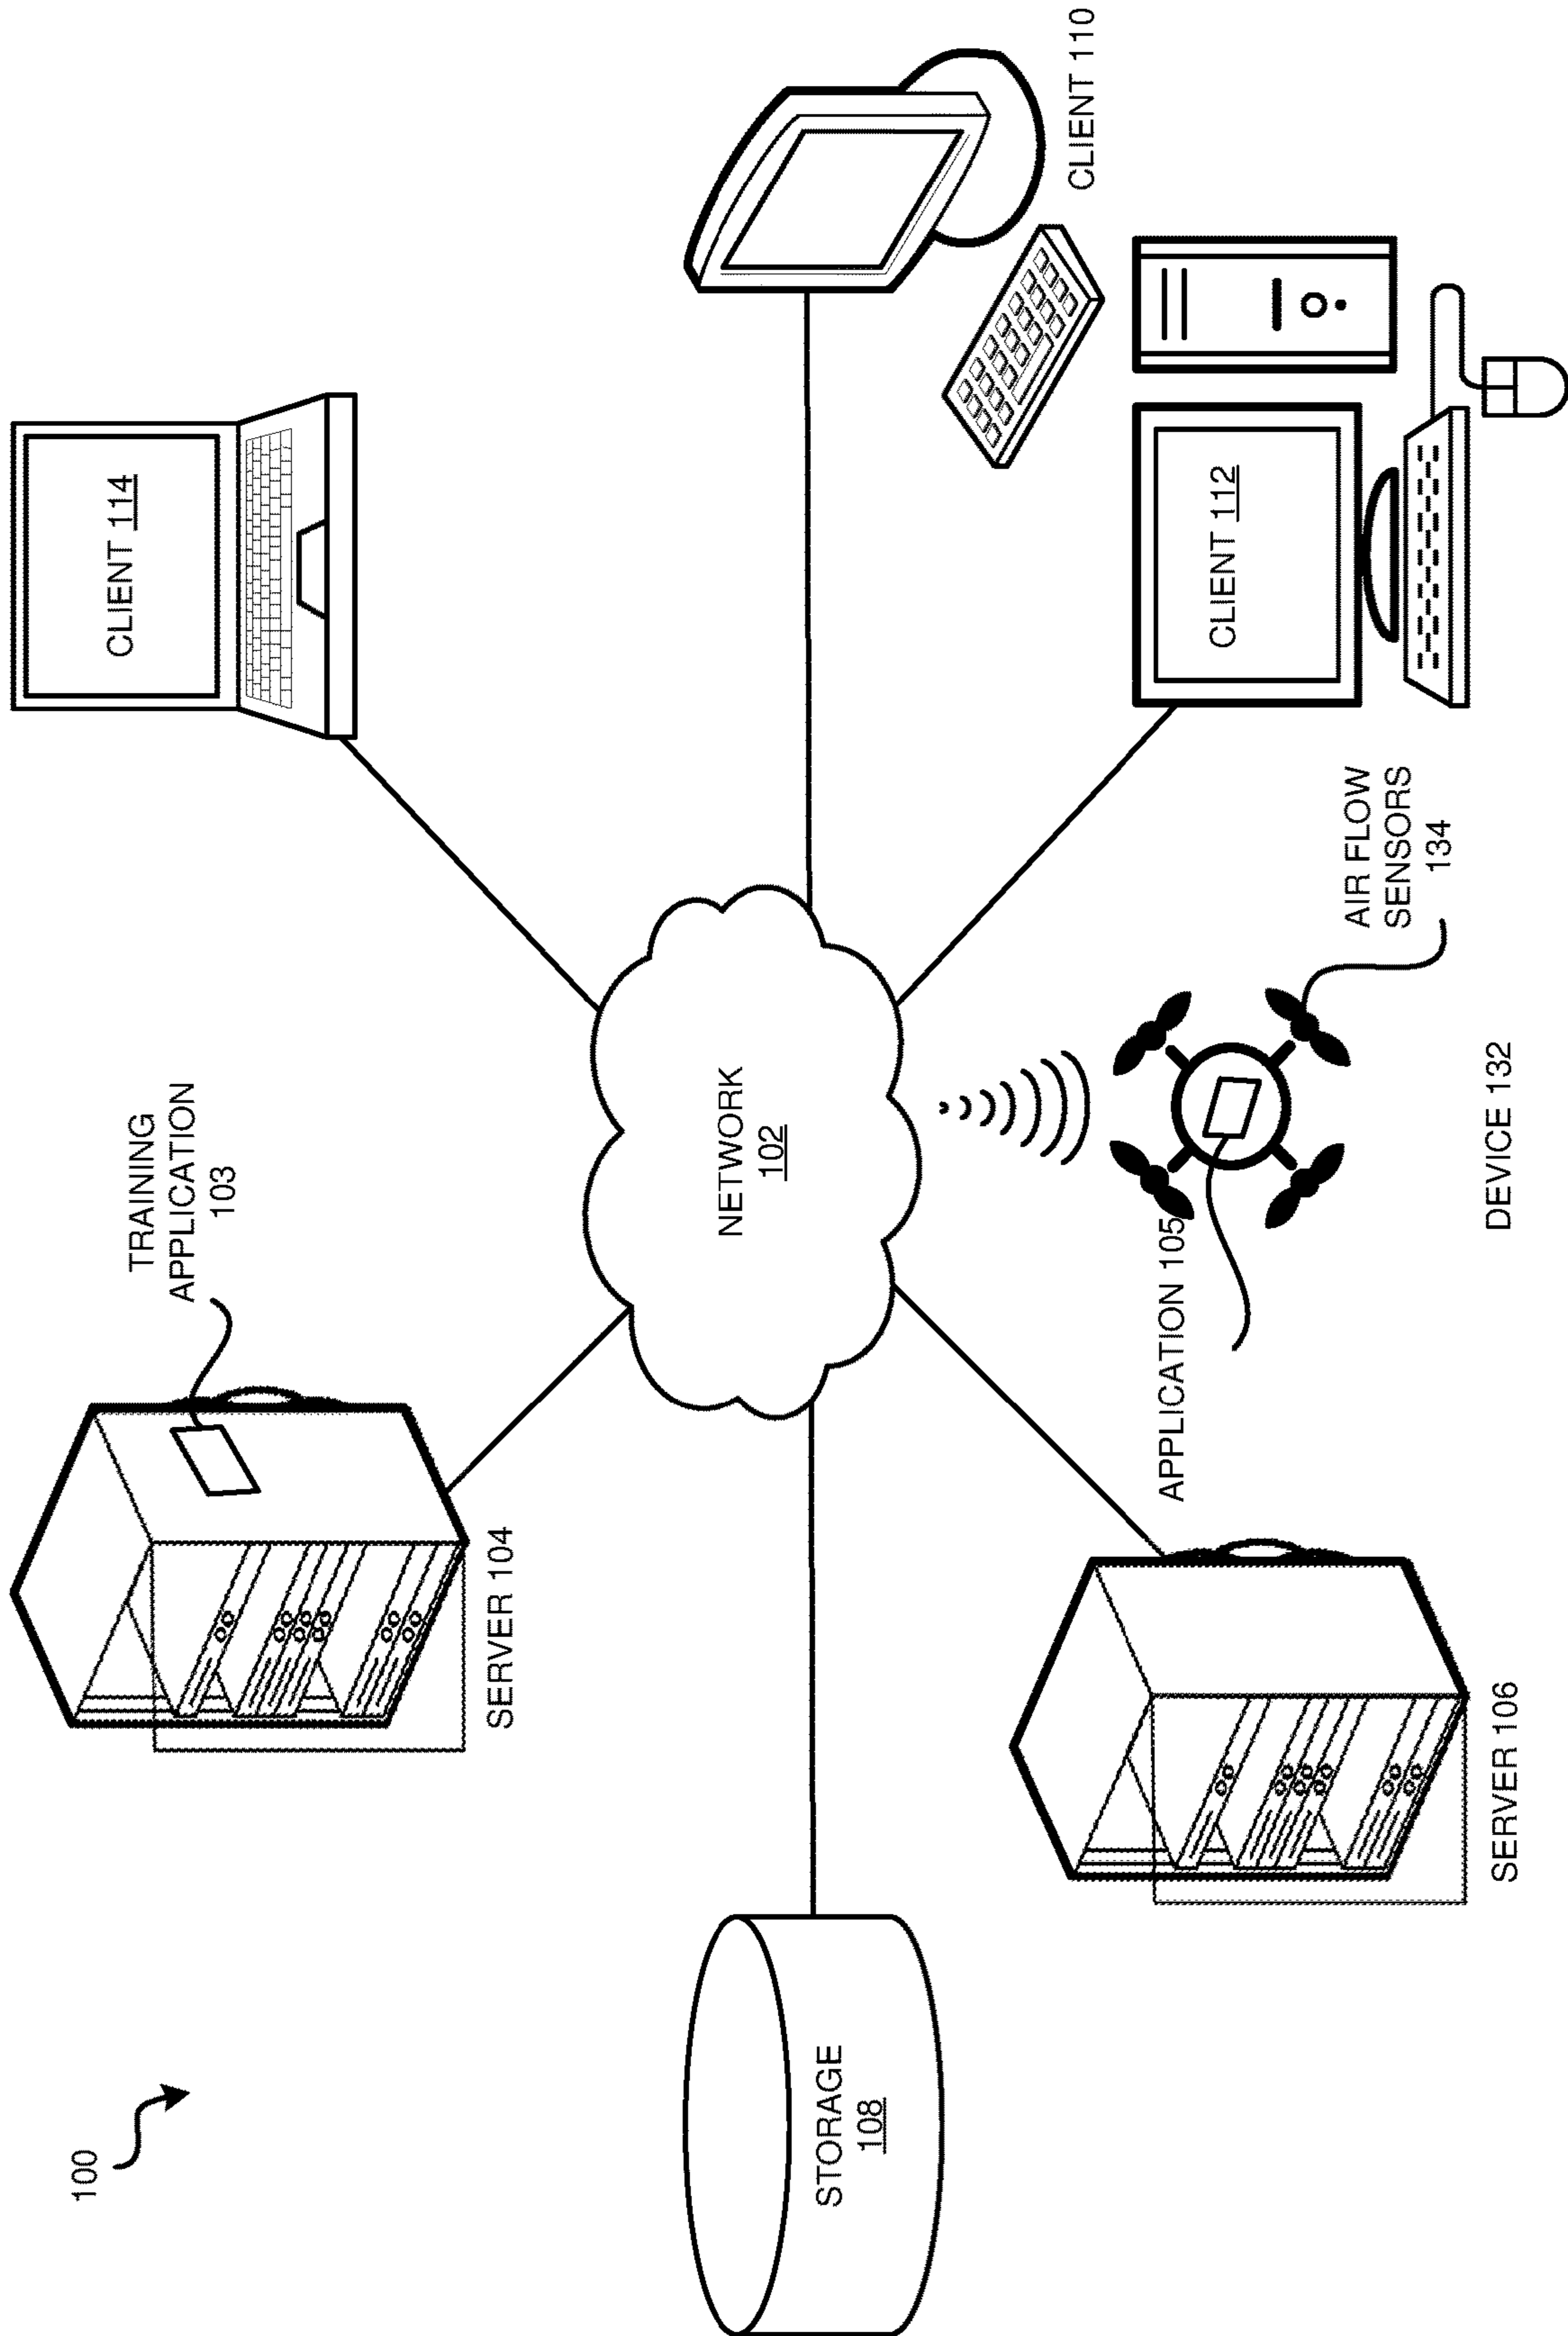 100
TRAINING
APPLICATION
103
CLIENT 114
SERVER 104
STORAGE
108
NETWORK
102
CLIENT 110
APPLICATION 105
AIR FLOW
SENSORS
134
CLIENT 112
SERVER 106
DEVICE 132